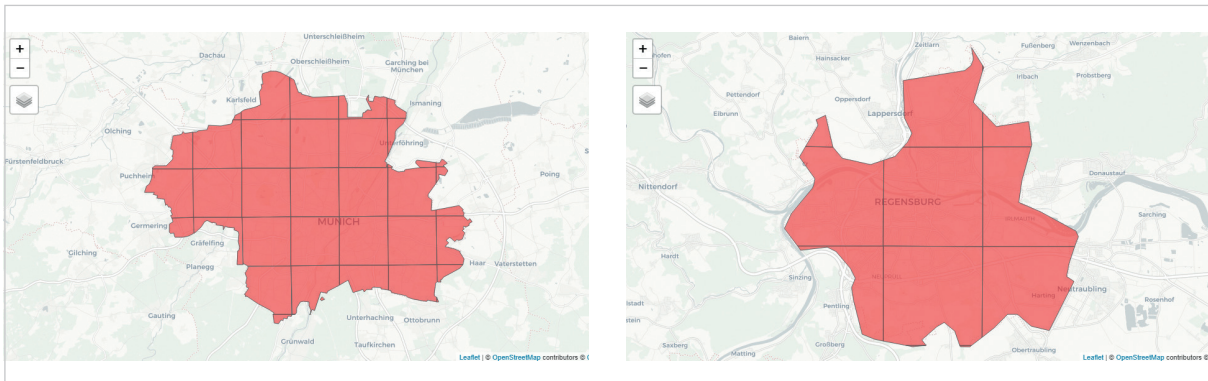 +
−
Unterschleißheim
Dachau
Oberschleißheim
Garching bei
München
Karlsfeld
Ismaning
Olching
Unterföhring
Fürstenfeldbruck
Puchheim
Poing
MUNICH
Germering
Gräfelfing
Gilching
Planegg
Haar
Vaterstetten
Gauting
Unterhaching
Ottobrunn
Grünwald
Taufkirchen
Leaflet | © OpenStreetMap contributors ©
+
−
Baiern
Zeitlarn
Fußenberg
Wenzenbach
Hainsacker
Irlbach
Probstberg
Pettendorf
Oppersdorf
Eibrunn
Lappersdorf
Donaustauf
Nittendorf
REGENSBURG
Sarching
Hardt
Sinzing
Neutraubling
Harting
Rosenhof
Pentling
Saxberg
Matting
Großberg
Obertraubling
Leaflet | © OpenStreetMap contributors ©